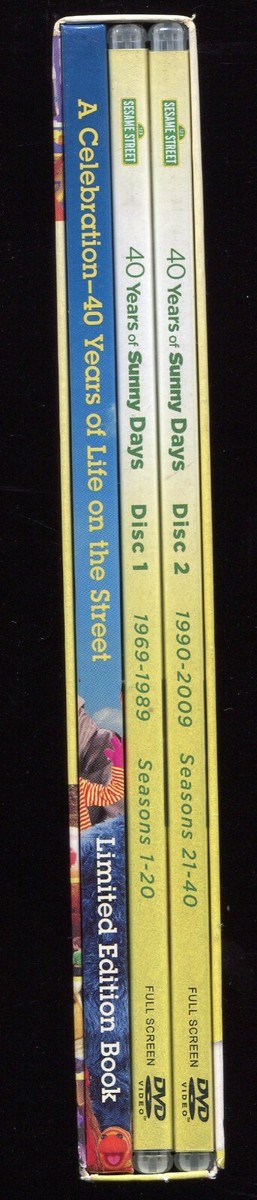 A Celebration—40 Years of Life on the Street Limited Edition Book
SESAME STREET 40 Years of Sunny Days Disc 1 1969-1989 Seasons 1-20 FULL SCREEN DVD VIDEO™
SESAME STREET 40 Years of Sunny Days Disc 2 1990-2009 Seasons 21-40 FULL SCREEN DVD VIDEO™